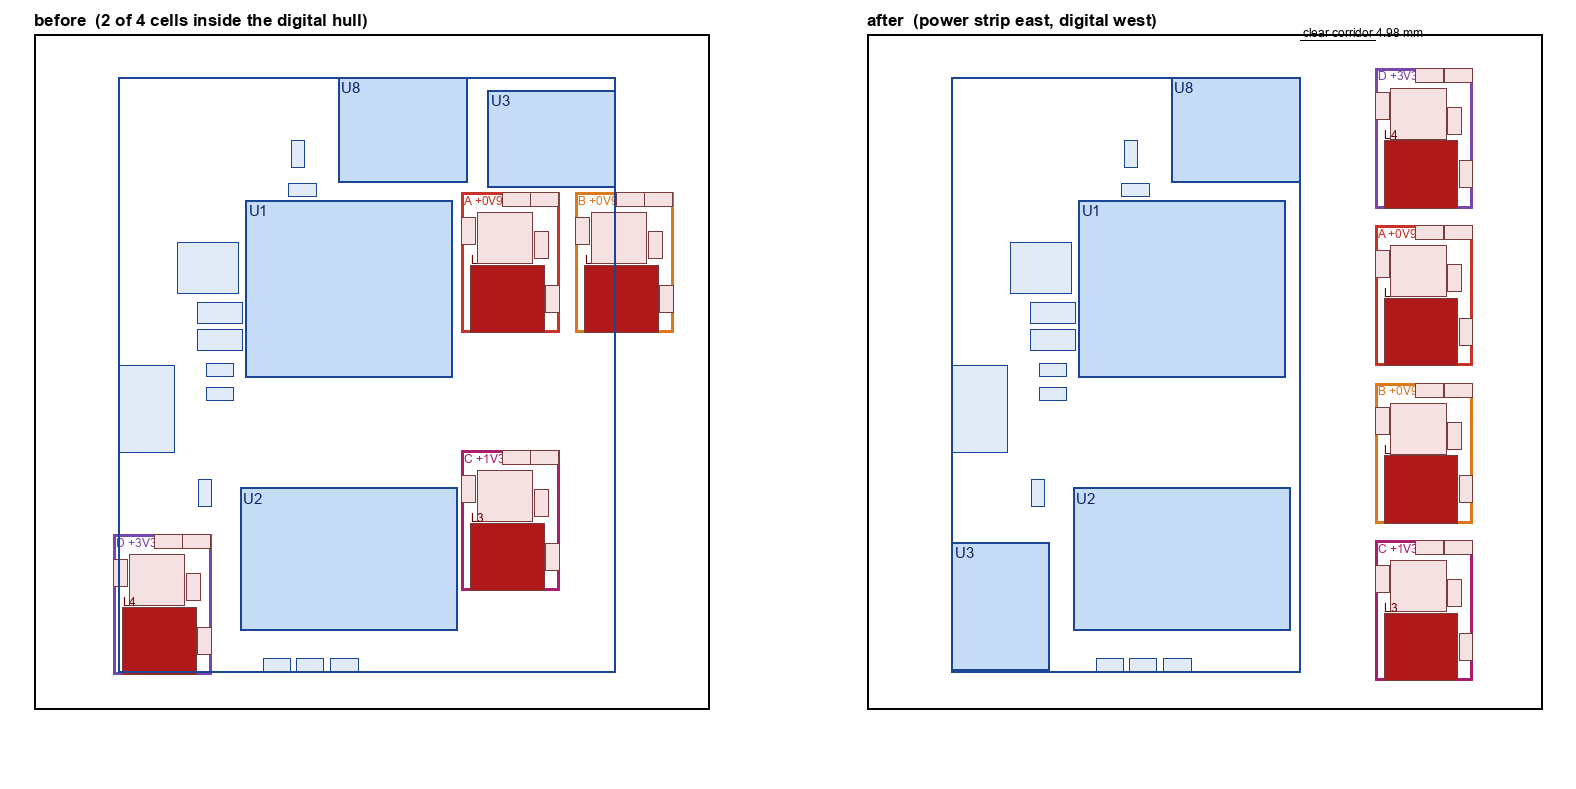 before (2 of 4 cells inside the digital hull)
U8
U3
A +0V9
B +0V9
U1
L
L
C +1V3
U2
L3
D +3V3
L4
after (power strip east, digital west)
clear corridor 4.98 mm
U8
D +3V3
L4
U1
A +0V9
L
B +0V9
L
U2
U3
C +1V3
L3